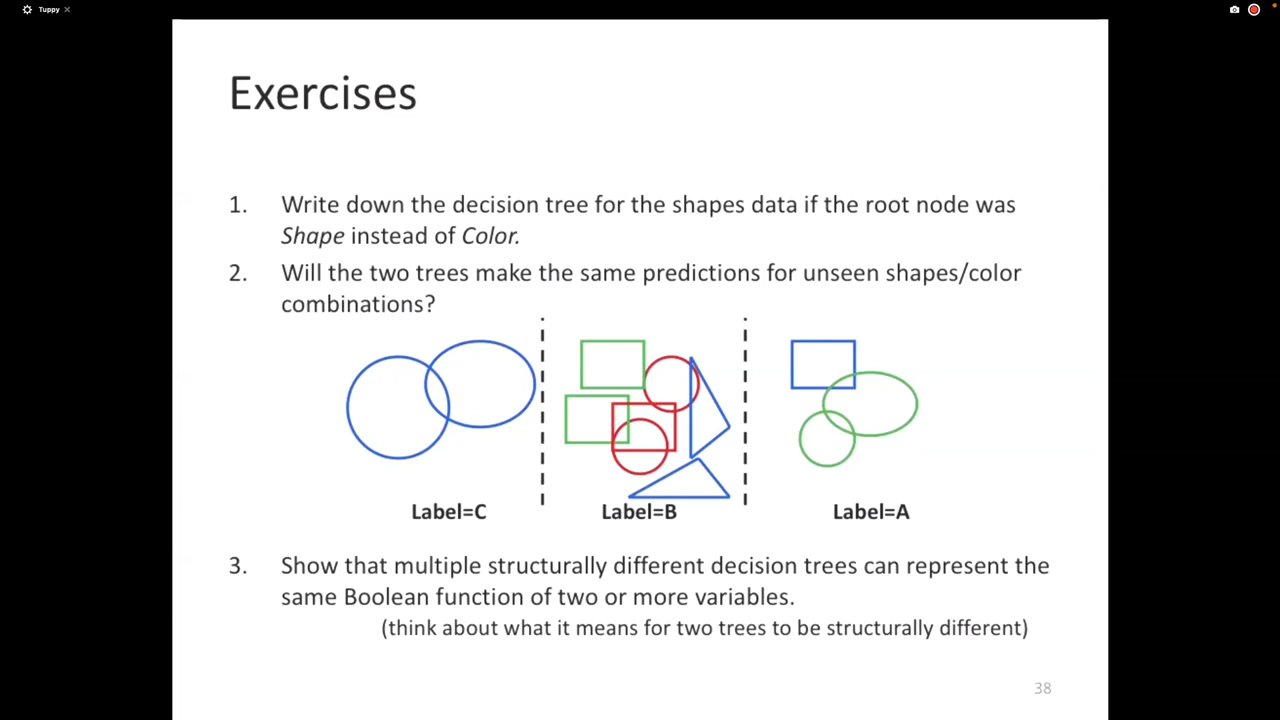 Tuppy
Exercises
1. Write down the decision tree for the shapes data if the root node was
Shape instead of Color.
2. Will the two trees make the same predictions for unseen shapes/color
combinations?
Label=C
Label=B
Label=A
3. Show that multiple structurally different decision trees can represent the
same Boolean function of two or more variables.
(think about what it means for two trees to be structurally different)
38